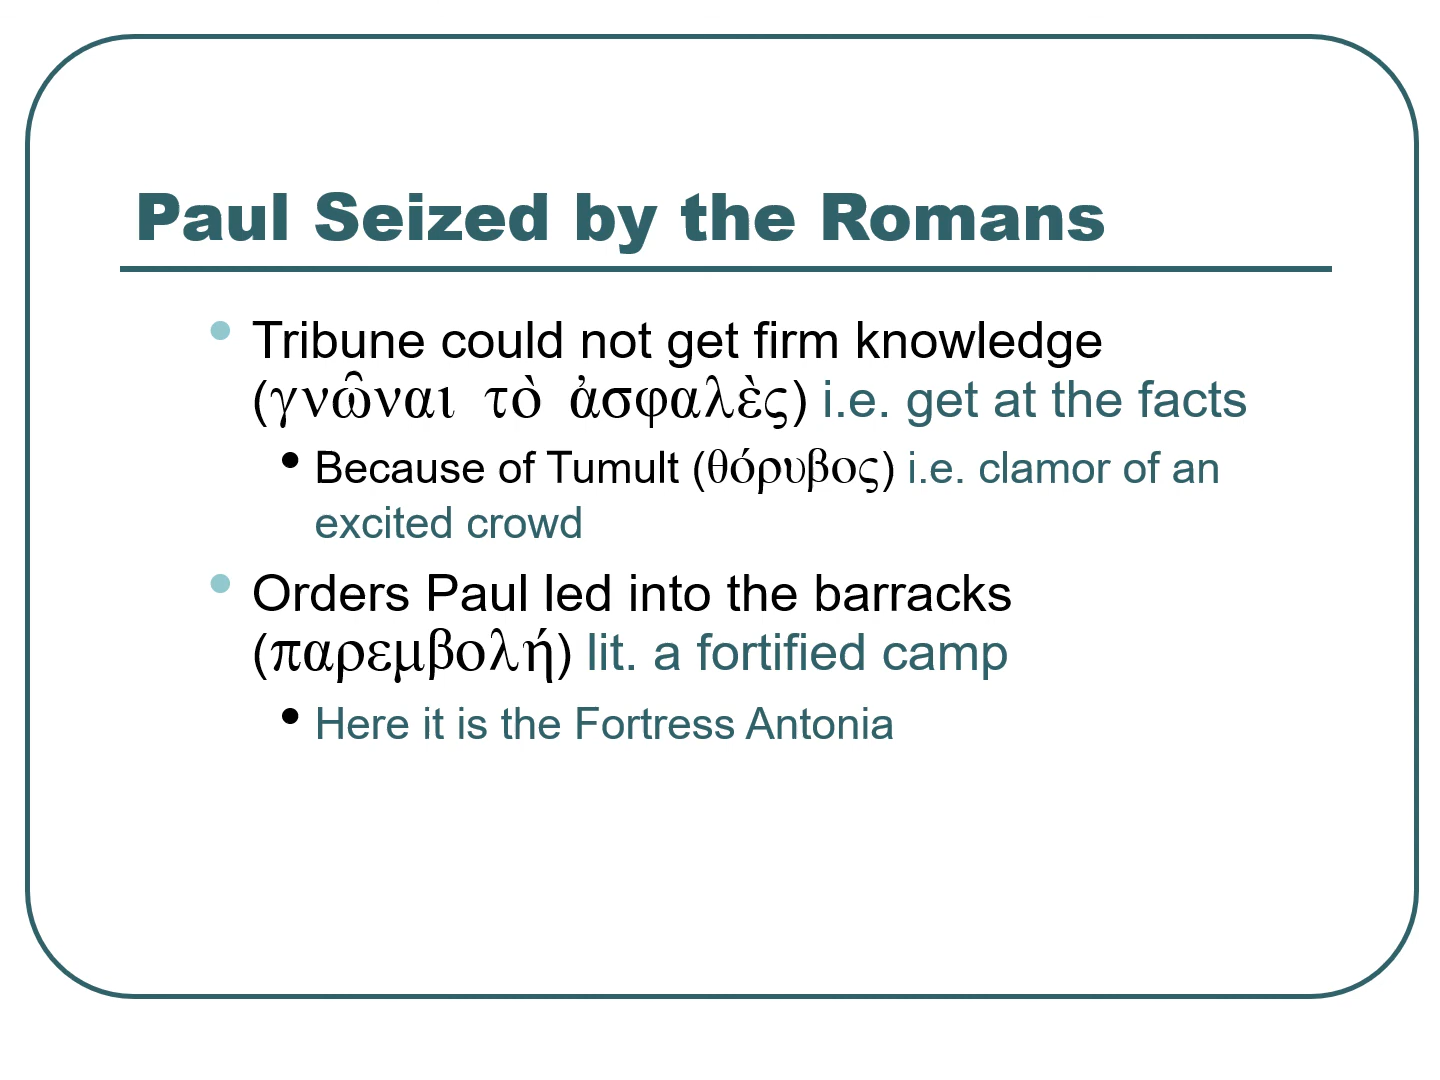 Paul Seized by the Romans
Tribune could not get firm knowledge
(γνῶναι τὸ ἀσφαλὲς) i.e. get at the facts
Because of Tumult (θόρυβος) i.e. clamor of an
excited crowd
Orders Paul led into the barracks
(παρεμβολή) lit. a fortified camp
Here it is the Fortress Antonia